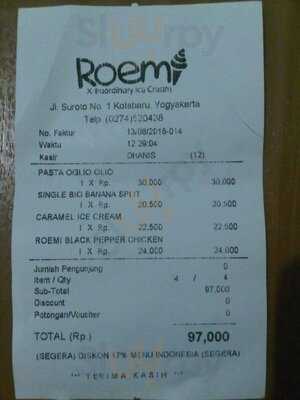 Roemi
X-traordinary Ice Cream
Jl. Suroto No. 1 Kotabaru, Yogyakarta
Telp. (0274)520438
No. Faktur 13/08/2016-014
Waktu 12:29:04
Kasir DHANIS (12)
PASTA OGLIO OLIO
1 X Rp. 30,000 30,000
SINGLE BIG BANANA SPLIT
1 X Rp. 20,500 20,500
CARAMEL ICE CREAM
1 X Rp. 22,500 22,500
ROEMI BLACK PEPPER CHICKEN
1 X Rp. 24,000 24,000
Jumlah Pengunjung 0
Item / Qty 4 / 4
Sub-Total 97,000
Discount 0
Potongan/Voucher 0
TOTAL (Rp.) 97,000
(SEGERA) DISKON 17% MENU INDONESIA (SEGERA)
*** TERIMA KASIH ***